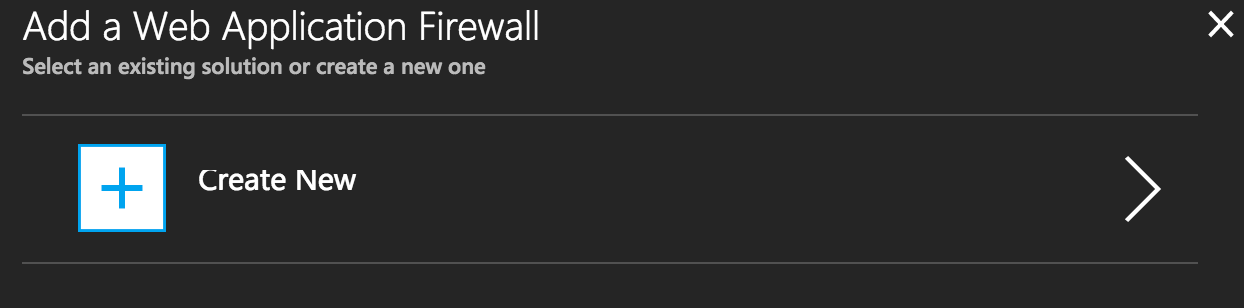 Add a Web Application Firewall
Select an existing solution or create a new one
Create New